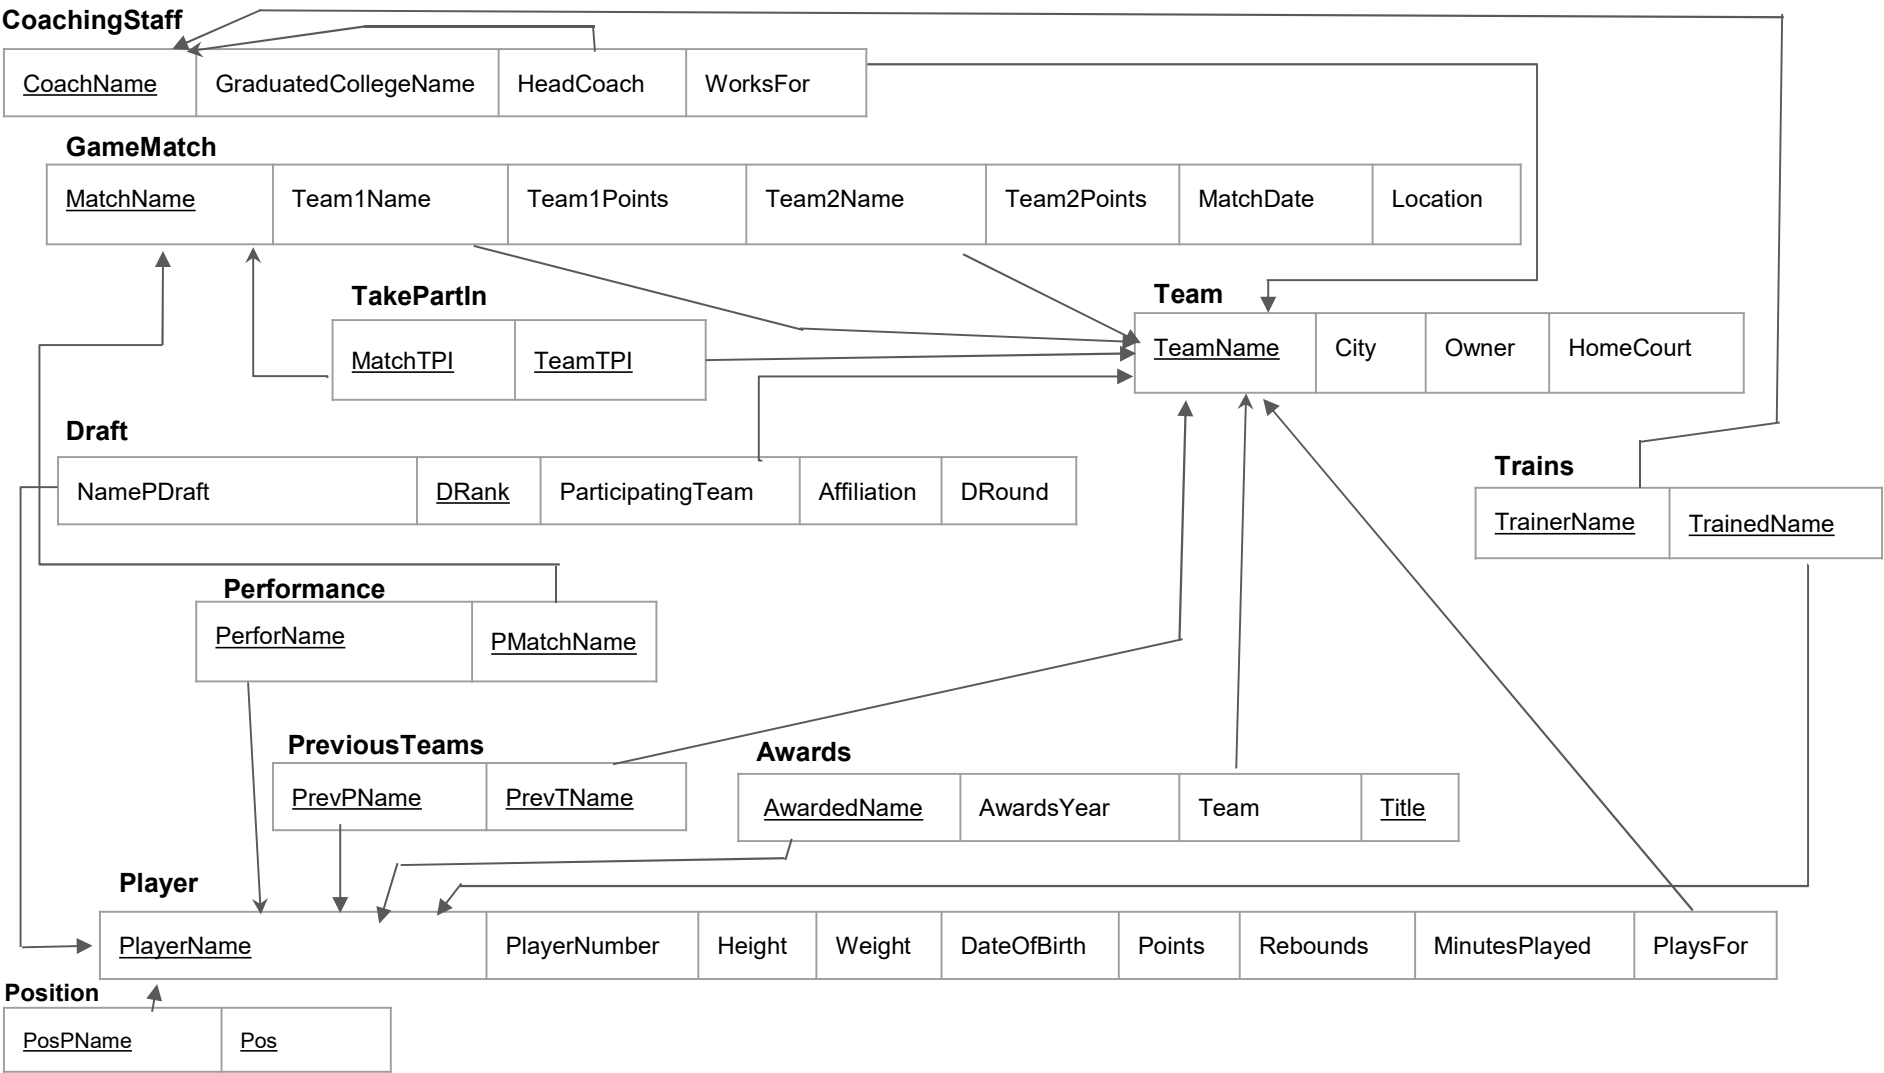 CoachingStaff
CoachName GraduatedCollegeName HeadCoach WorksFor
GameMatch
MatchName Team1Name Team1Points Team2Name Team2Points MatchDate Location
TakePartIn
MatchTPI TeamTPI
Team
TeamName City Owner HomeCourt
Draft
NamePDraft DRank ParticipatingTeam Affiliation DRound
Trains
TrainerName TrainedName
Performance
PerforName PMatchName
PreviousTeams
PrevPName PrevTName
Awards
AwardedName AwardsYear Team Title
Player
PlayerName PlayerNumber Height Weight DateOfBirth Points Rebounds MinutesPlayed PlaysFor
Position
PosPName Pos